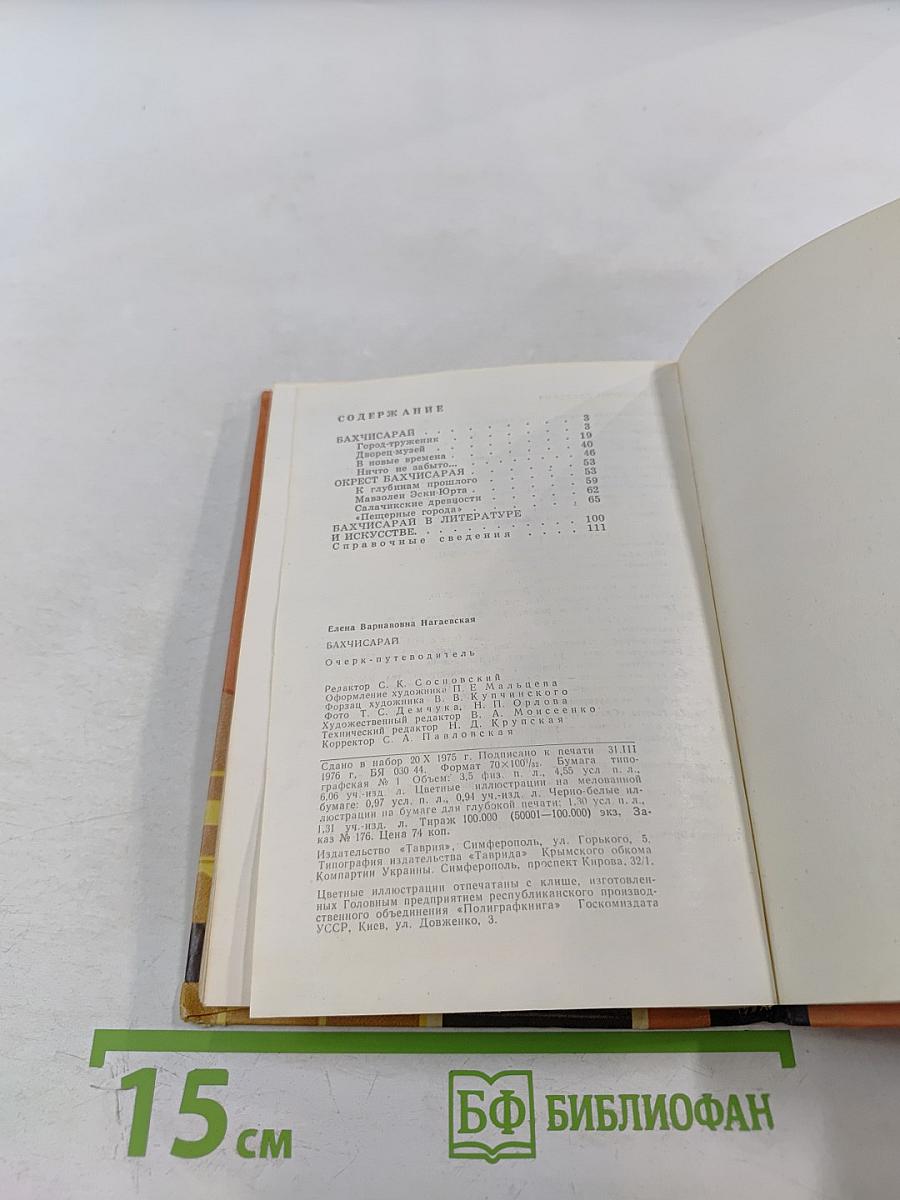 СОДЕРЖАНИЕ
БАХЧИСАРАЙ . . . . . . . . . . 3
Город-труженик . . . . . . . . . 3
Дворец-музей . . . . . . . . . 19
В новые времена . . . . . . . . 40
Ничто не забыто... . . . . . . . . 46
ОКРЕСТ БАХЧИСАРАЯ . . . . . . . 53
К глубинам прошлого . . . . . . . 53
Мавзолеи Эски-Юрта . . . . . . . 59
Салачикские древности . . . . . . 62
«Пещерные города» . . . . . . . 65
БАХЧИСАРАЙ В ЛИТЕРАТУРЕ
И ИСКУССТВЕ. . . . . . . . . . 100
Справочные сведения . . . . 111
Елена Варнавовна Нагаевская
БАХЧИСАРАЙ
Очерк-путеводитель
Редактор С. К. Сосновский
Оформление художника П. Е Мальцева
Форзац художника В. В. Купчинского
Фото Т. С. Демчука, Н. П. Орлова
Художественный редактор В. А. Моисеенко
Технический редактор Н. Д. Крупская
Корректор С. А. Павловская
Сдано в набор 20 X 1975 г. Подписано к печати 31.III
1976 г. БЯ 03044. Формат 70×100¹/₃₂. Бумага типо-
графская № 1 Объем: 3,5 физ. п. л., 4,55 усл п. л.,
6,06 уч.-изд. л. Цветные иллюстрации на мелованной
бумаге: 0,97 усл. п. л., 0,94 уч.-изд. л. Черно-белые ил-
люстрации на бумаге для глубокой печати: 1,30 усл. п. л.,
1,31 уч.-изд. л. Тираж 100.000 (50001—100.000) экз, За-
каз № 176. Цена 74 коп.
Издательство «Таврия», Симферополь, ул. Горького, 5.
Типография издательства «Таврида» Крымского обкома
Компартии Украины. Симферополь, проспект Кирова, 32/1.
Цветные иллюстрации отпечатаны с клише, изготовлен-
ных Головным предприятием республиканского производ-
ственного объединения «Полиграфкнига» Госкомиздата
УССР, Киев, ул. Довженко, 3.
15 см
БФ БИБЛИОФАН